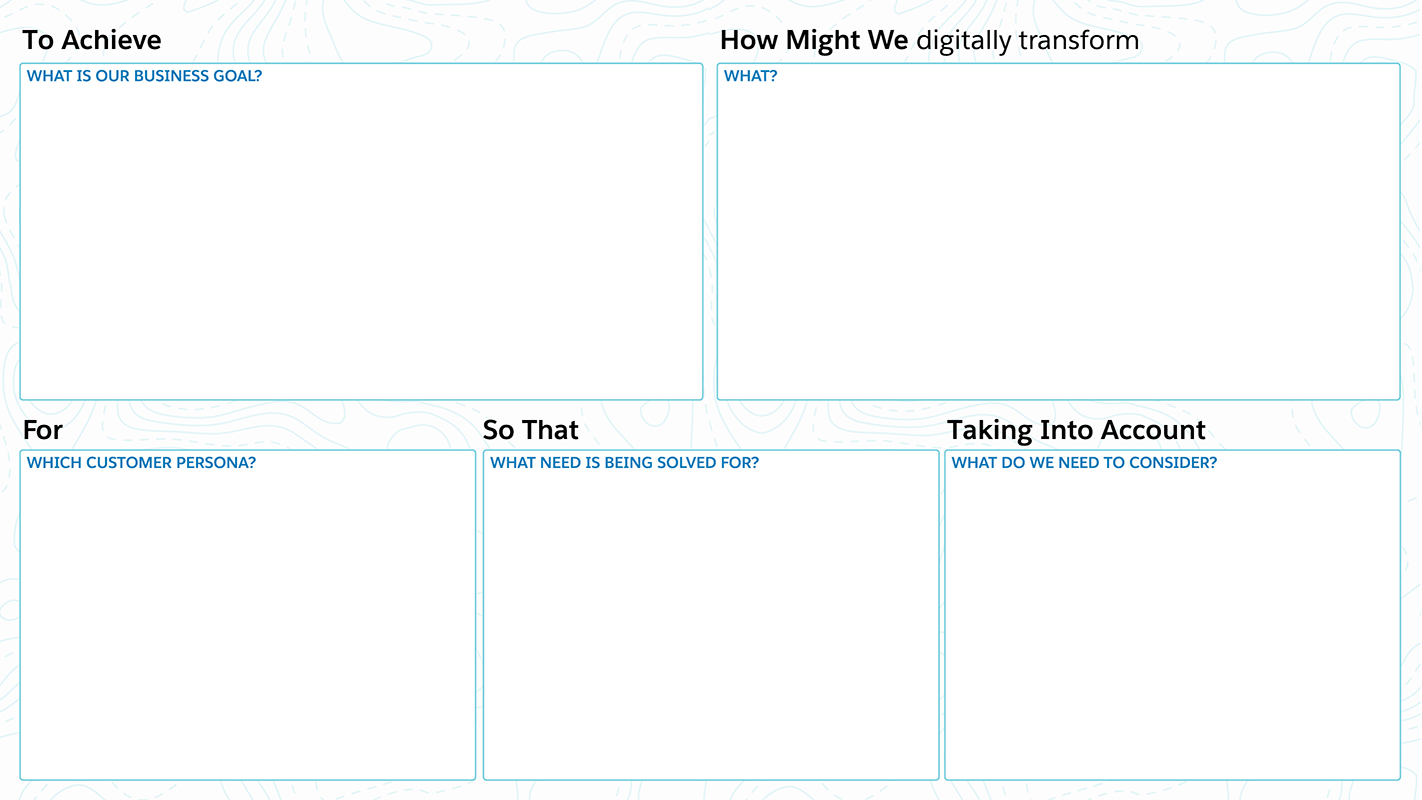 To Achieve
How Might We digitally transform
WHAT IS OUR BUSINESS GOAL?
WHAT?
For
So That
Taking Into Account
WHICH CUSTOMER PERSONA?
WHAT NEED IS BEING SOLVED FOR?
WHAT DO WE NEED TO CONSIDER?